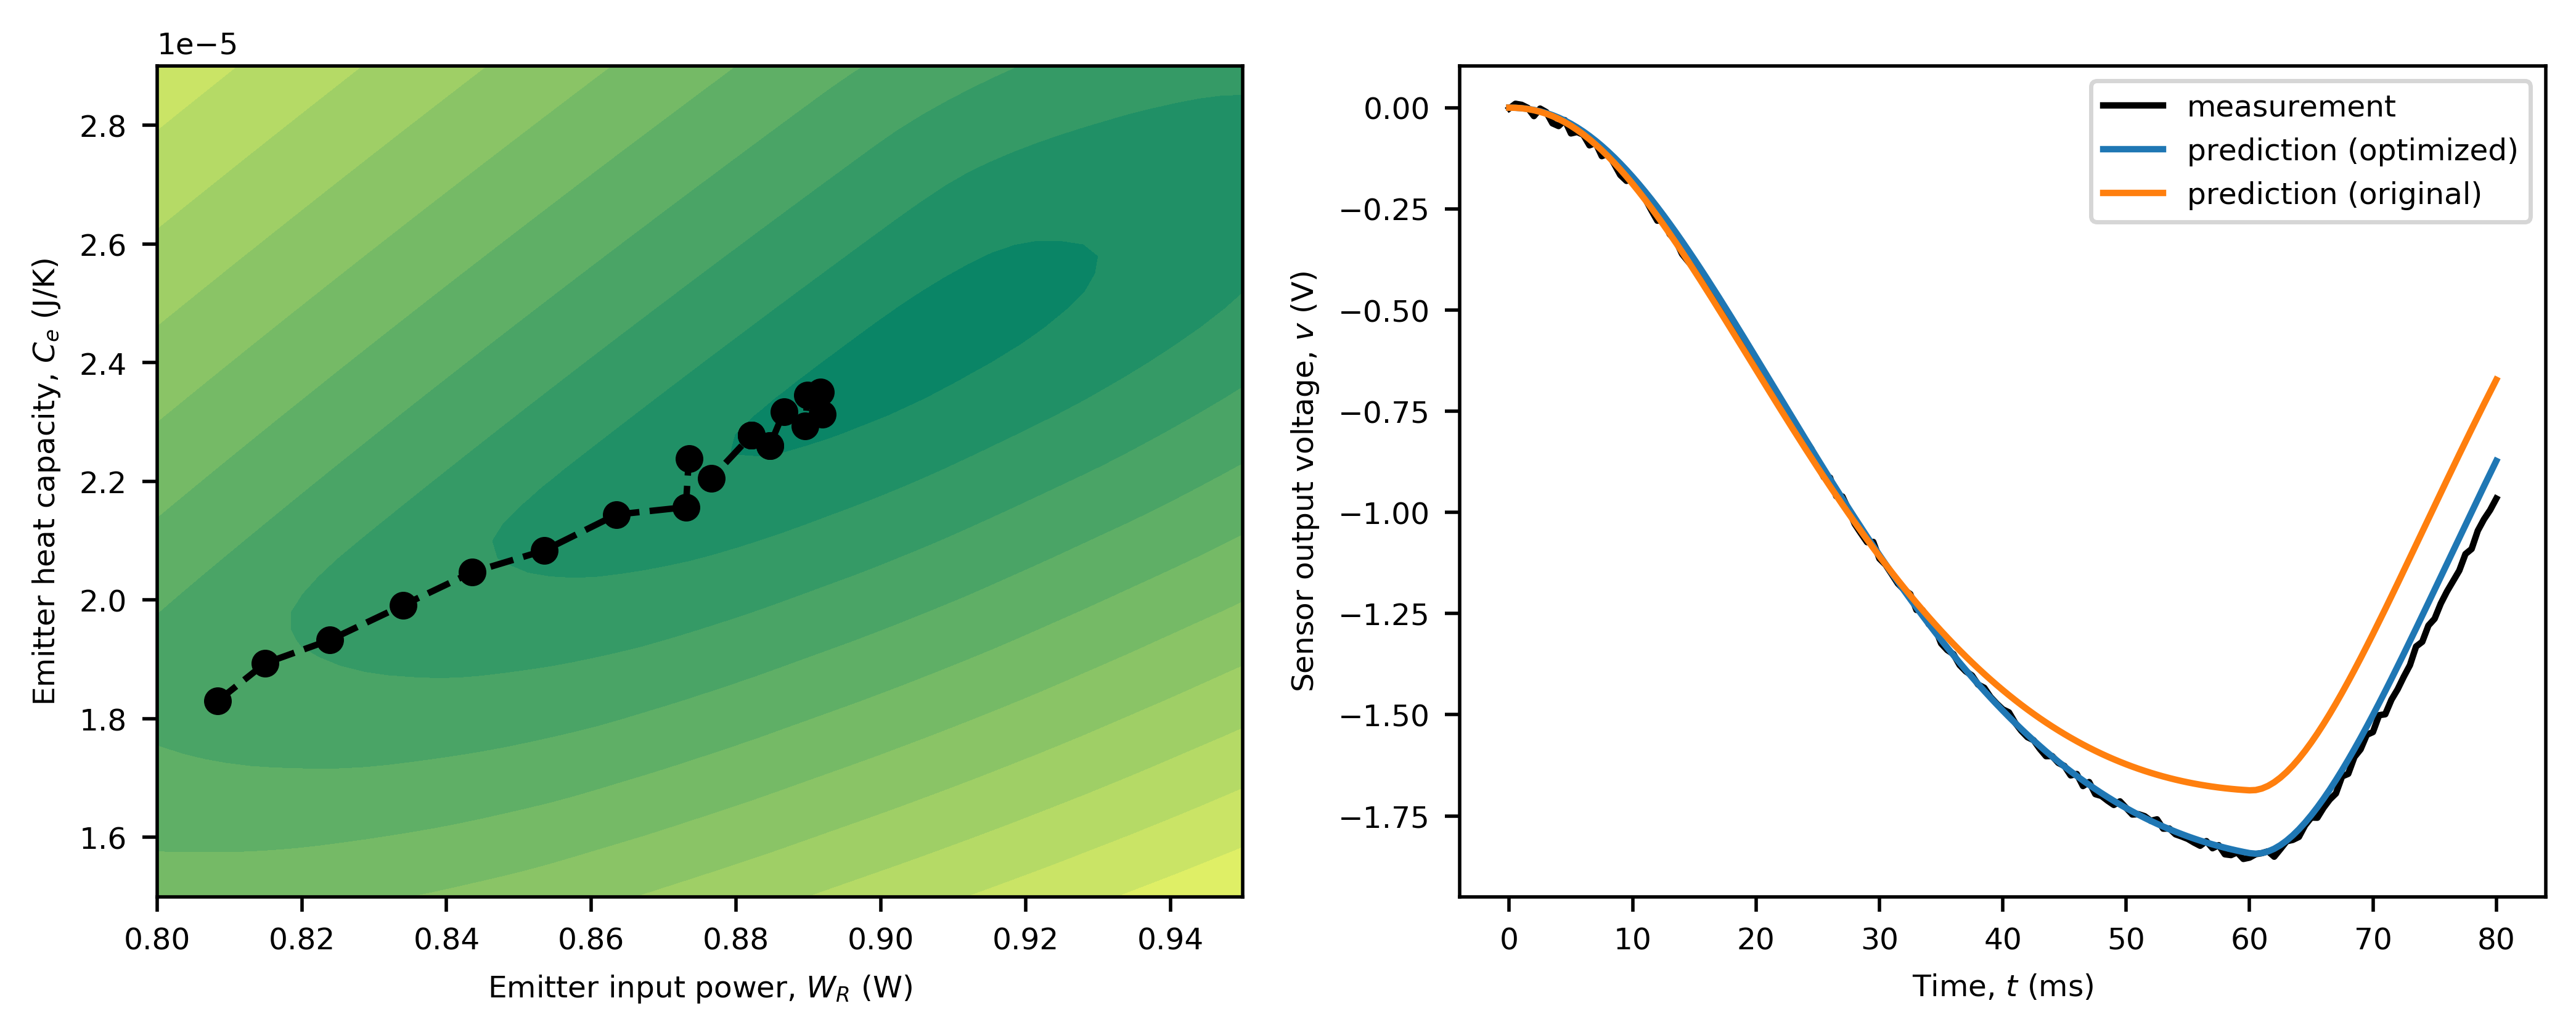 1e−5
2.8
2.6
2.4
2.2
2.0
1.8
1.6
Emitter heat capacity, Ce (J/K)
0.80 0.82 0.84 0.86 0.88 0.90 0.92 0.94
Emitter input power, WR (W)
0.00
−0.25
−0.50
−0.75
−1.00
−1.25
−1.50
−1.75
Sensor output voltage, v (V)
measurement
prediction (optimized)
prediction (original)
0 10 20 30 40 50 60 70 80
Time, t (ms)